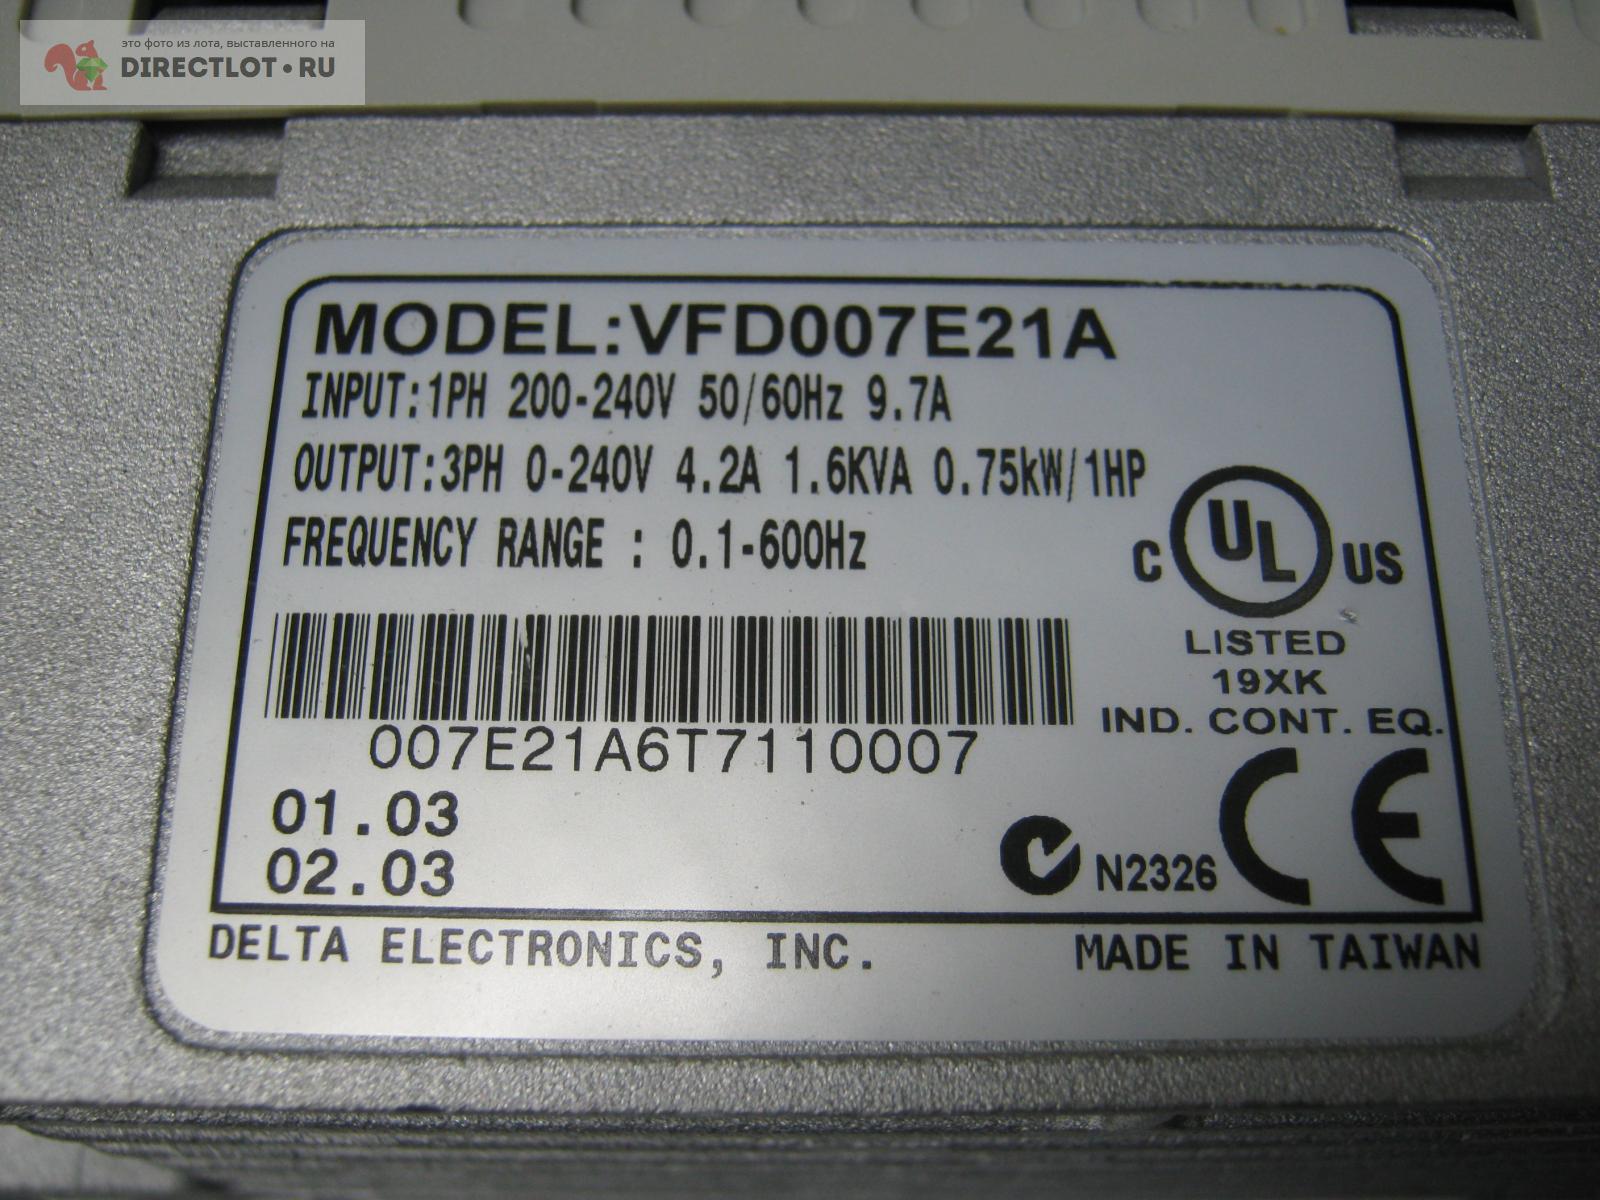 это фото из лота, выставленного на
DIRECTLOT.RU
MODEL:VFD007E21A
INPUT:1PH 200-240V 50/60Hz 9.7A
OUTPUT:3PH 0-240V 4.2A 1.6KVA 0.75kW/1HP
FREQUENCY RANGE : 0.1-600Hz
C UL US
LISTED
19XK
IND. CONT. EQ.
007E21A6T7110007
01.03
02.03
N2326 CE
DELTA ELECTRONICS, INC. MADE IN TAIWAN